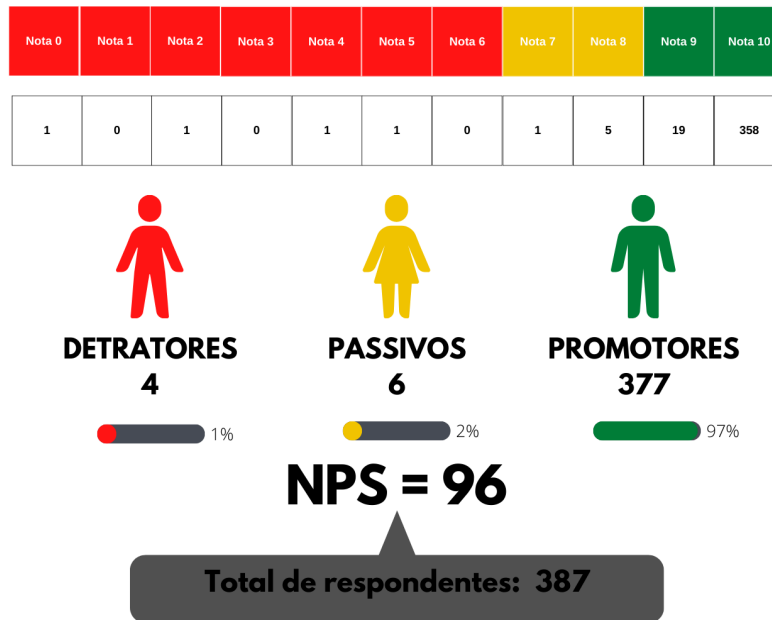 Nota 0 Nota 1 Nota 2 Nota 3 Nota 4 Nota 5 Nota 6 Nota 7 Nota 8 Nota 9 Nota 10
1 0 1 0 1 1 0 1 5 19 358
DETRATORES PASSIVOS PROMOTORES
4 6 377
1% 2% 97%
NPS = 96
Total de respondentes: 387